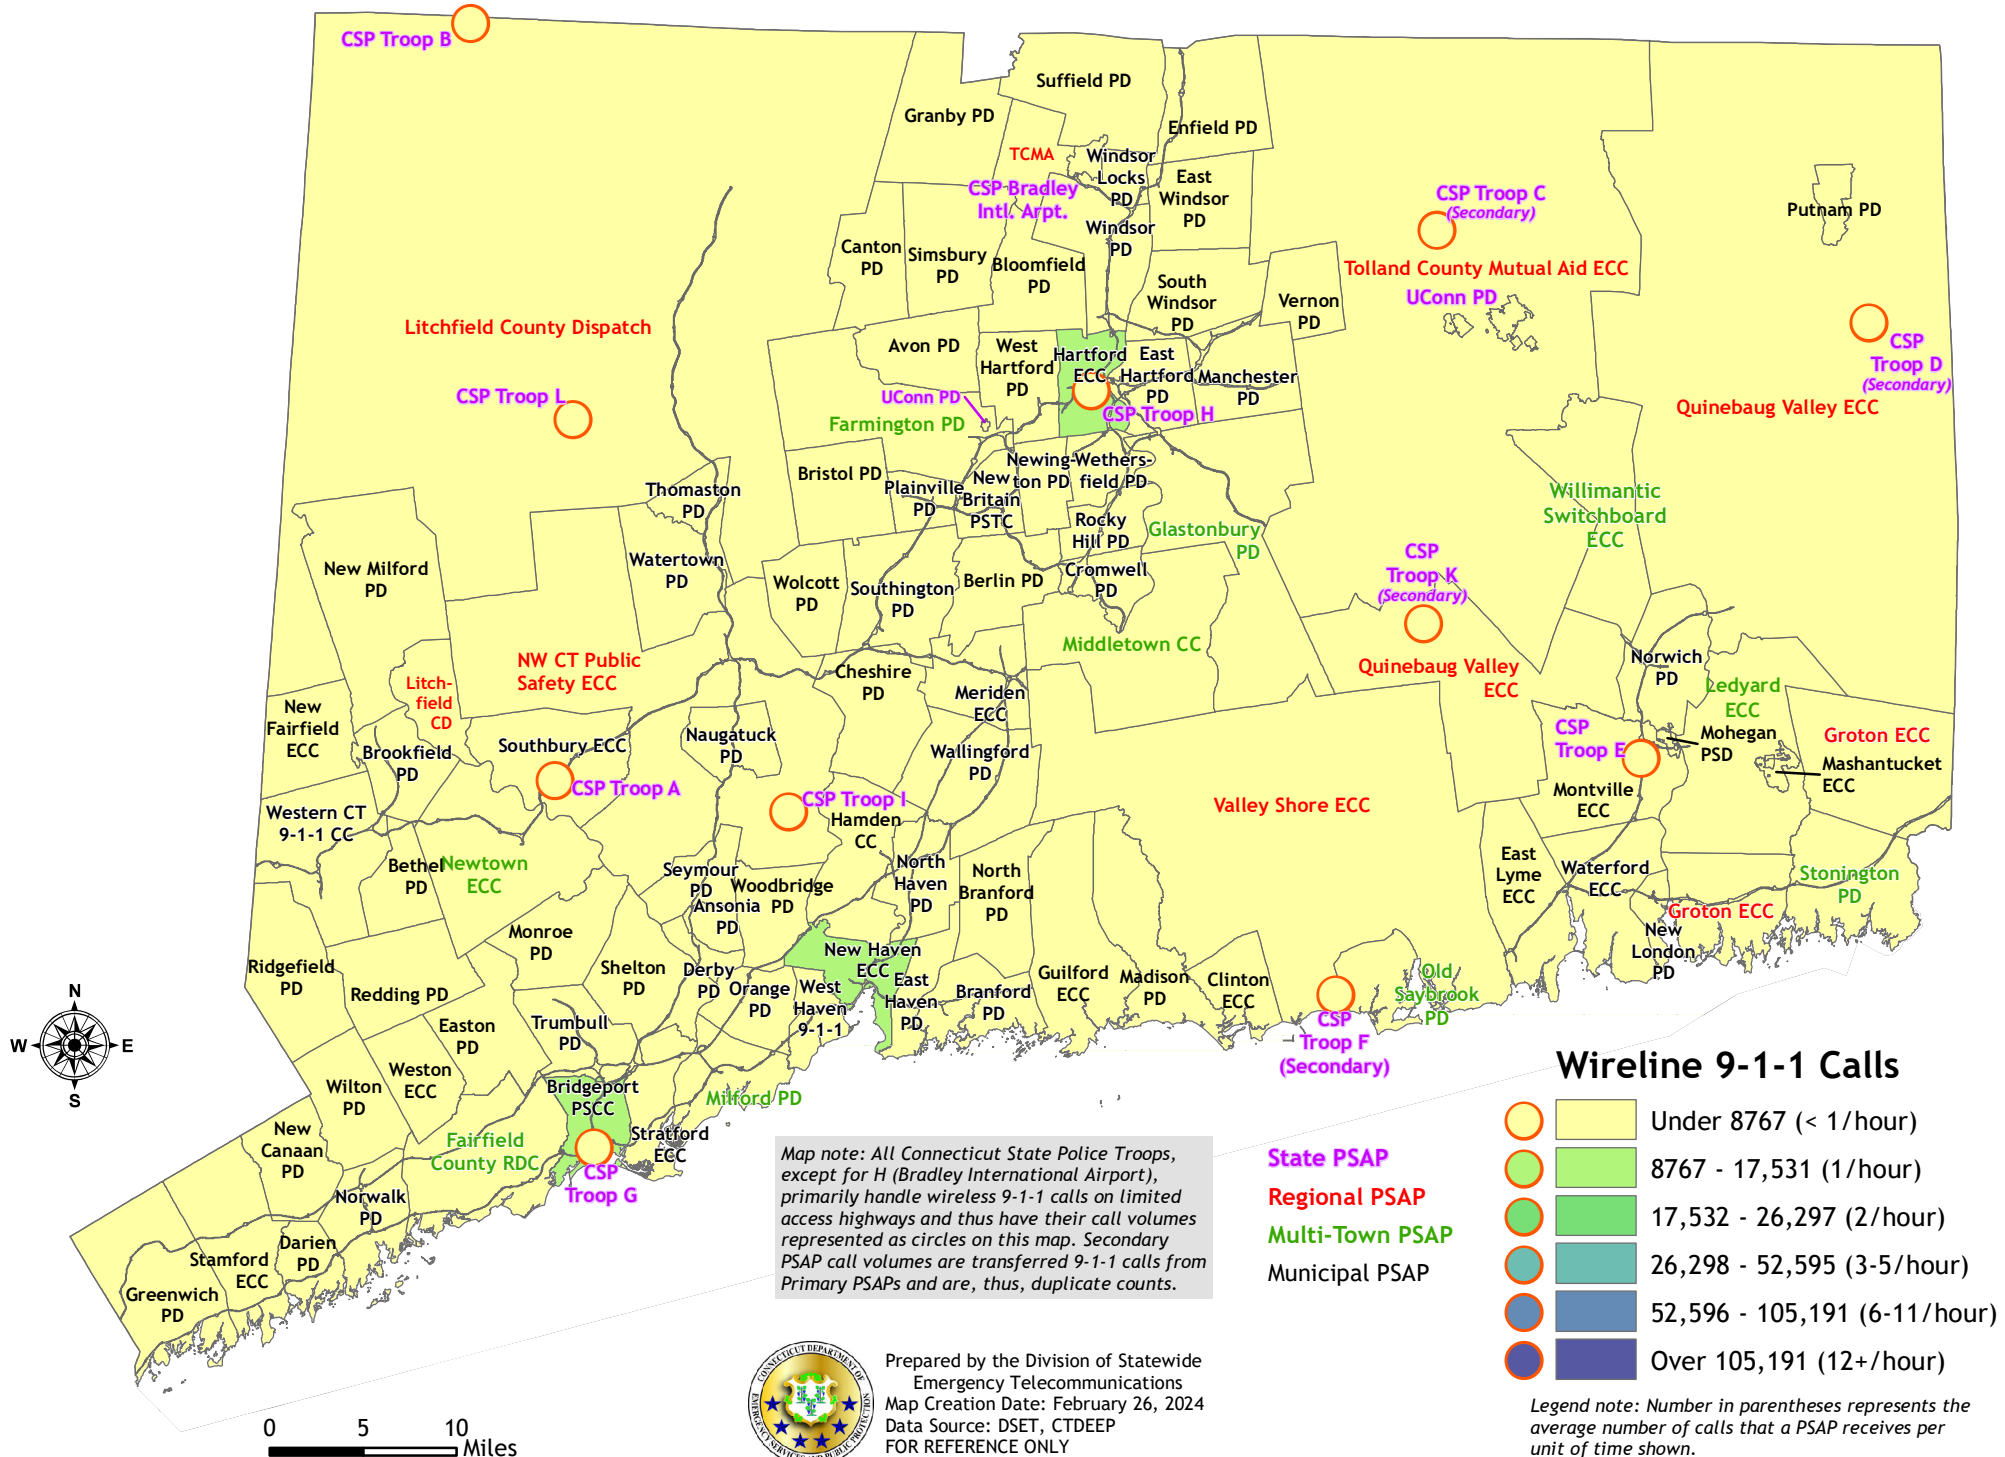 CSP Troop B
Suffield PD
Granby PD
Enfield PD
TCMA
Windsor
Locks
PD
CSP Bradley
Intl. Arpt.
East
Windsor
PD
CSP Troop C
(Secondary)
Putnam PD
Windsor
PD
Canton
PD
Simsbury
PD
Bloomfield
PD
Tolland County Mutual Aid ECC
UConn PD
South
Windsor
PD
Vernon
PD
Litchfield County Dispatch
CSP
Troop D
(Secondary)
Avon PD
West
Hartford
PD
Hartford
ECC
East
Hartford
PD
Manchester
PD
CSP Troop L
UConn PD
Farmington PD
CSP Troop H
Quinebaug Valley ECC
Bristol PD
Plainville
PD
New
Britain
PSTC
Newing-
ton PD
Wethers-
field PD
Thomaston
PD
Willimantic
Switchboard
ECC
Rocky
Hill PD
Glastonbury
PD
New Milford
PD
Watertown
PD
Wolcott
PD
Southington
PD
Berlin PD
Cromwell
PD
CSP
Troop K
(Secondary)
Middletown CC
NW CT Public
Safety ECC
Litch-
field
CD
Cheshire
PD
Meriden
ECC
Quinebaug Valley
ECC
Norwich
PD
Ledyard
ECC
New
Fairfield
ECC
Brookfield
PD
Southbury ECC
Naugatuck
PD
Wallingford
PD
CSP
Troop E
Mohegan
PSD
Groton ECC
Mashantucket
ECC
CSP Troop A
CSP Troop I
Hamden
CC
Valley Shore ECC
Montville
ECC
Western CT
9-1-1 CC
Bethel
PD
Newtown
ECC
Seymour
PD
Woodbridge
PD
Ansonia
PD
North
Haven
PD
North
Branford
PD
East
Lyme
ECC
Waterford
ECC
Stonington
PD
Groton ECC
New
London
PD
Monroe
PD
Shelton
PD
Derby
PD
Orange
PD
New Haven
ECC
West
Haven
9-1-1
East
Haven
PD
Branford
PD
Guilford
ECC
Madison
PD
Clinton
ECC
Old
Saybrook
PD
Ridgefield
PD
Redding PD
Easton
PD
Trumbull
PD
CSP
Troop F
(Secondary)
N
W
E
S
Weston
ECC
Wilton
PD
Bridgeport
PSCC
Milford PD
Stratford
ECC
New
Canaan
PD
Fairfield
County RDC
CSP
Troop G
Norwalk
PD
Darien
PD
Stamford
ECC
Greenwich
PD
Map note: All Connecticut State Police Troops,
except for H (Bradley International Airport),
primarily handle wireless 9-1-1 calls on limited
access highways and thus have their call volumes
represented as circles on this map. Secondary
PSAP call volumes are transferred 9-1-1 calls from
Primary PSAPs and are, thus, duplicate counts.
State PSAP
Regional PSAP
Multi-Town PSAP
Municipal PSAP
Wireline 9-1-1 Calls
Under 8767 (< 1/hour)
8767 - 17,531 (1/hour)
17,532 - 26,297 (2/hour)
26,298 - 52,595 (3-5/hour)
52,596 - 105,191 (6-11/hour)
Over 105,191 (12+/hour)
Legend note: Number in parentheses represents the
average number of calls that a PSAP receives per
unit of time shown.
CONNECTICUT DEPARTMENT OF
EMERGENCY SERVICES AND PUBLIC PROTECTION
Prepared by the Division of Statewide
Emergency Telecommunications
Map Creation Date: February 26, 2024
Data Source: DSET, CTDEEP
FOR REFERENCE ONLY
0 5 10
Miles